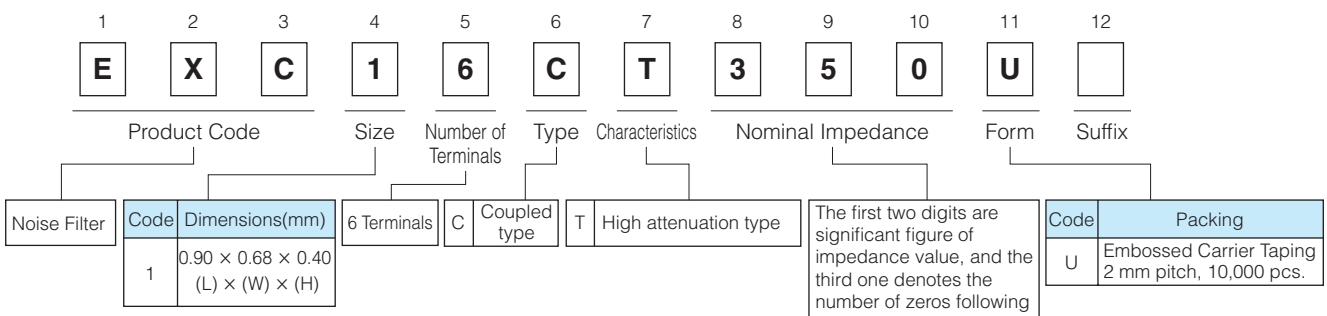 1 2 3 4 5 6 7 8 9 10 11 12
E X C 1 6 C T 3 5 0 U
Product Code Size Number of Terminals Type Characteristics Nominal Impedance Form Suffix
Noise Filter
Code Dimensions(mm)
1 0.90 × 0.68 × 0.40
(L) × (W) × (H)
6 Terminals
C Coupled
type
T High attenuation type
The first two digits are
significant figure of
impedance value, and the
third one denotes the
number of zeros following
Code Packing
U Embossed Carrier Taping
2 mm pitch, 10,000 pcs.